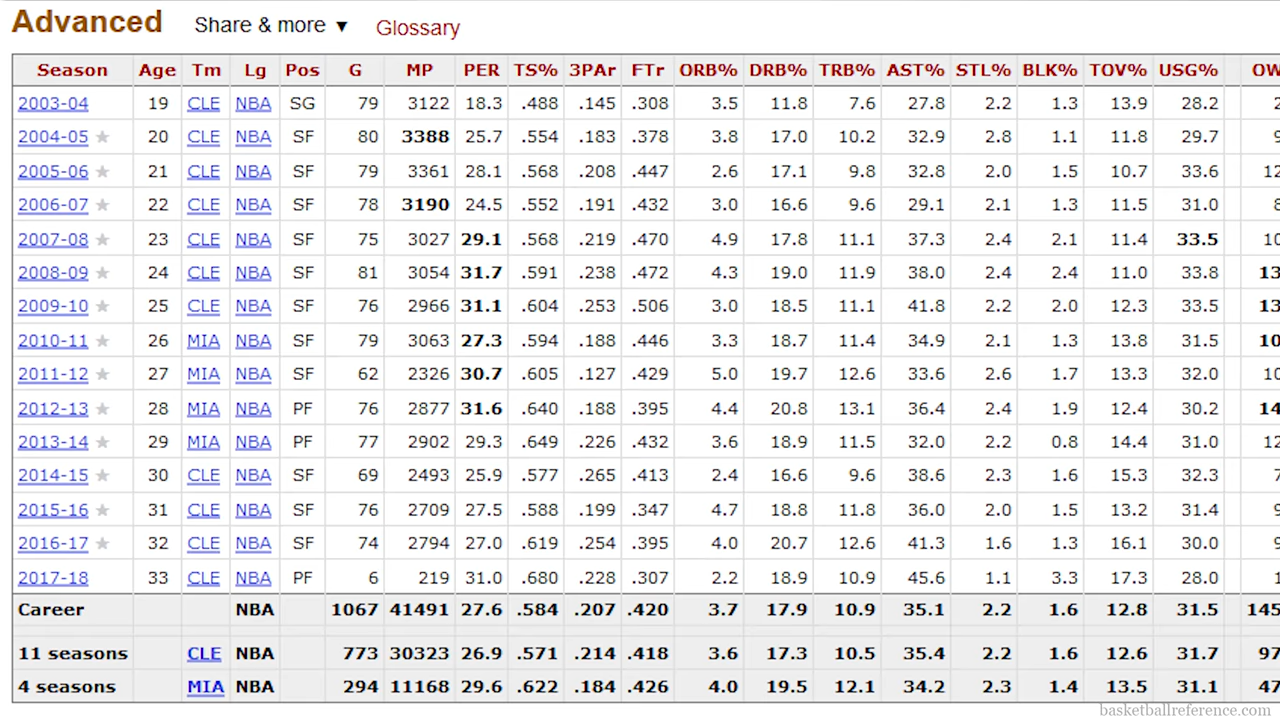 Advanced Share & more ▼ Glossary
Season Age Tm Lg Pos G MP PER TS% 3PAr FTr ORB% DRB% TRB% AST% STL% BLK% TOV% USG% OW
2003-04 19 CLE NBA SG 79 3122 18.3 .488 .145 .308 3.5 11.8 7.6 27.8 2.2 1.3 13.9 28.2 2
2004-05 ★ 20 CLE NBA SF 80 3388 25.7 .554 .183 .378 3.8 17.0 10.2 32.9 2.8 1.1 11.8 29.7 9
2005-06 ★ 21 CLE NBA SF 79 3361 28.1 .568 .208 .447 2.6 17.1 9.8 32.8 2.0 1.5 10.7 33.6 12
2006-07 ★ 22 CLE NBA SF 78 3190 24.5 .552 .191 .432 3.0 16.6 9.6 29.1 2.1 1.3 11.5 31.0 8
2007-08 ★ 23 CLE NBA SF 75 3027 29.1 .568 .219 .470 4.9 17.8 11.1 37.3 2.4 2.1 11.4 33.5 10
2008-09 ★ 24 CLE NBA SF 81 3054 31.7 .591 .238 .472 4.3 19.0 11.9 38.0 2.4 2.4 11.0 33.8 13
2009-10 ★ 25 CLE NBA SF 76 2966 31.1 .604 .253 .506 3.0 18.5 11.1 41.8 2.2 2.0 12.3 33.5 13
2010-11 ★ 26 MIA NBA SF 79 3063 27.3 .594 .188 .446 3.3 18.7 11.4 34.9 2.1 1.3 13.8 31.5 10
2011-12 ★ 27 MIA NBA SF 62 2326 30.7 .605 .127 .429 5.0 19.7 12.6 33.6 2.6 1.7 13.3 32.0 10
2012-13 ★ 28 MIA NBA PF 76 2877 31.6 .640 .188 .395 4.4 20.8 13.1 36.4 2.4 1.9 12.4 30.2 14
2013-14 ★ 29 MIA NBA PF 77 2902 29.3 .649 .226 .432 3.6 18.9 11.5 32.0 2.2 0.8 14.4 31.0 12
2014-15 ★ 30 CLE NBA SF 69 2493 25.9 .577 .265 .413 2.4 16.6 9.6 38.6 2.3 1.6 15.3 32.3 7
2015-16 ★ 31 CLE NBA SF 76 2709 27.5 .588 .199 .347 4.7 18.8 11.8 36.0 2.0 1.5 13.2 31.4 9
2016-17 ★ 32 CLE NBA SF 74 2794 27.0 .619 .254 .395 4.0 20.7 12.6 41.3 1.6 1.3 16.1 30.0 9
2017-18 33 CLE NBA PF 6 219 31.0 .680 .228 .307 2.2 18.9 10.9 45.6 1.1 3.3 17.3 28.0 1
Career NBA 1067 41491 27.6 .584 .207 .420 3.7 17.9 10.9 35.1 2.2 1.6 12.8 31.5 145
11 seasons CLE NBA 773 30323 26.9 .571 .214 .418 3.6 17.3 10.5 35.4 2.2 1.6 12.6 31.7 97
4 seasons MIA NBA 294 11168 29.6 .622 .184 .426 4.0 19.5 12.1 34.2 2.3 1.4 13.5 31.1 47
basketballreference.com